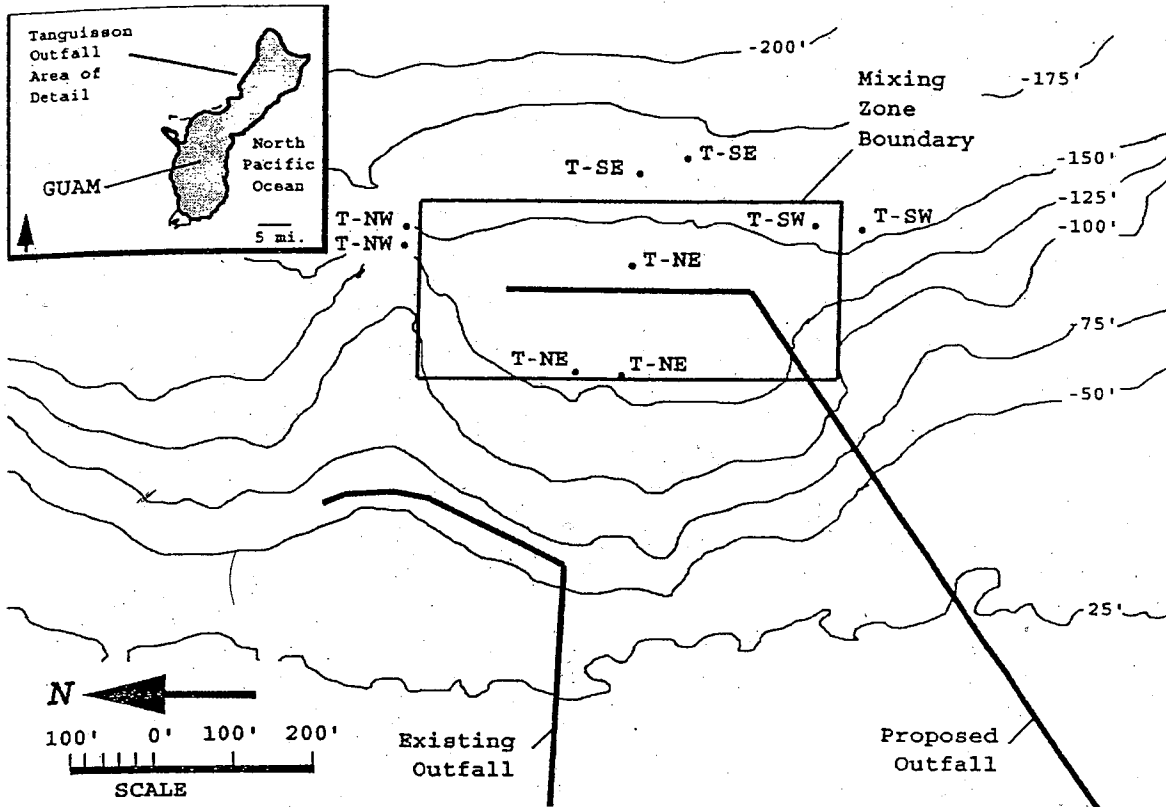 Tanguisson
Outfall
Area of
Detail
GUAM
North
Pacific
Ocean
5 mi.
-200'
-175'
Mixing
Zone
Boundary
T-SE
T-SE
-150'
-125'
-100'
T-NW
T-NW
T-SW
T-SW
T-NE
-75'
T-NE
T-NE
-50'
25'
N
100' 0' 100' 200'
SCALE
Existing
Outfall
Proposed
Outfall